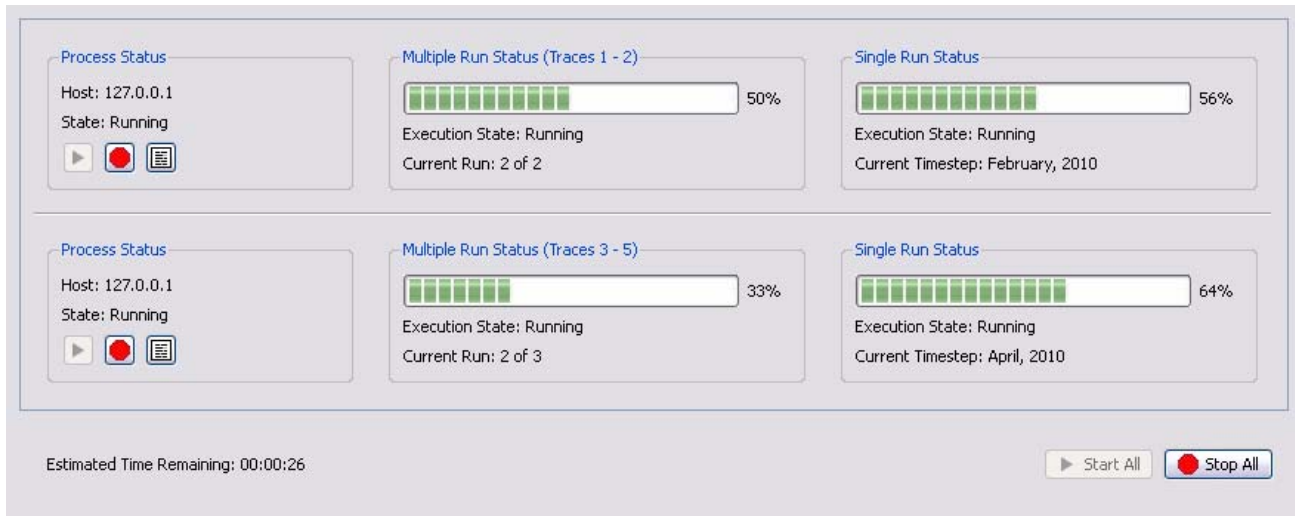 Process Status
Host: 127.0.0.1
State: Running
Multiple Run Status (Traces 1 - 2)
50%
Execution State: Running
Current Run: 2 of 2
Single Run Status
56%
Execution State: Running
Current Timestep: February, 2010
Process Status
Host: 127.0.0.1
State: Running
Multiple Run Status (Traces 3 - 5)
33%
Execution State: Running
Current Run: 2 of 3
Single Run Status
64%
Execution State: Running
Current Timestep: April, 2010
Estimated Time Remaining: 00:00:26
Start All
Stop All